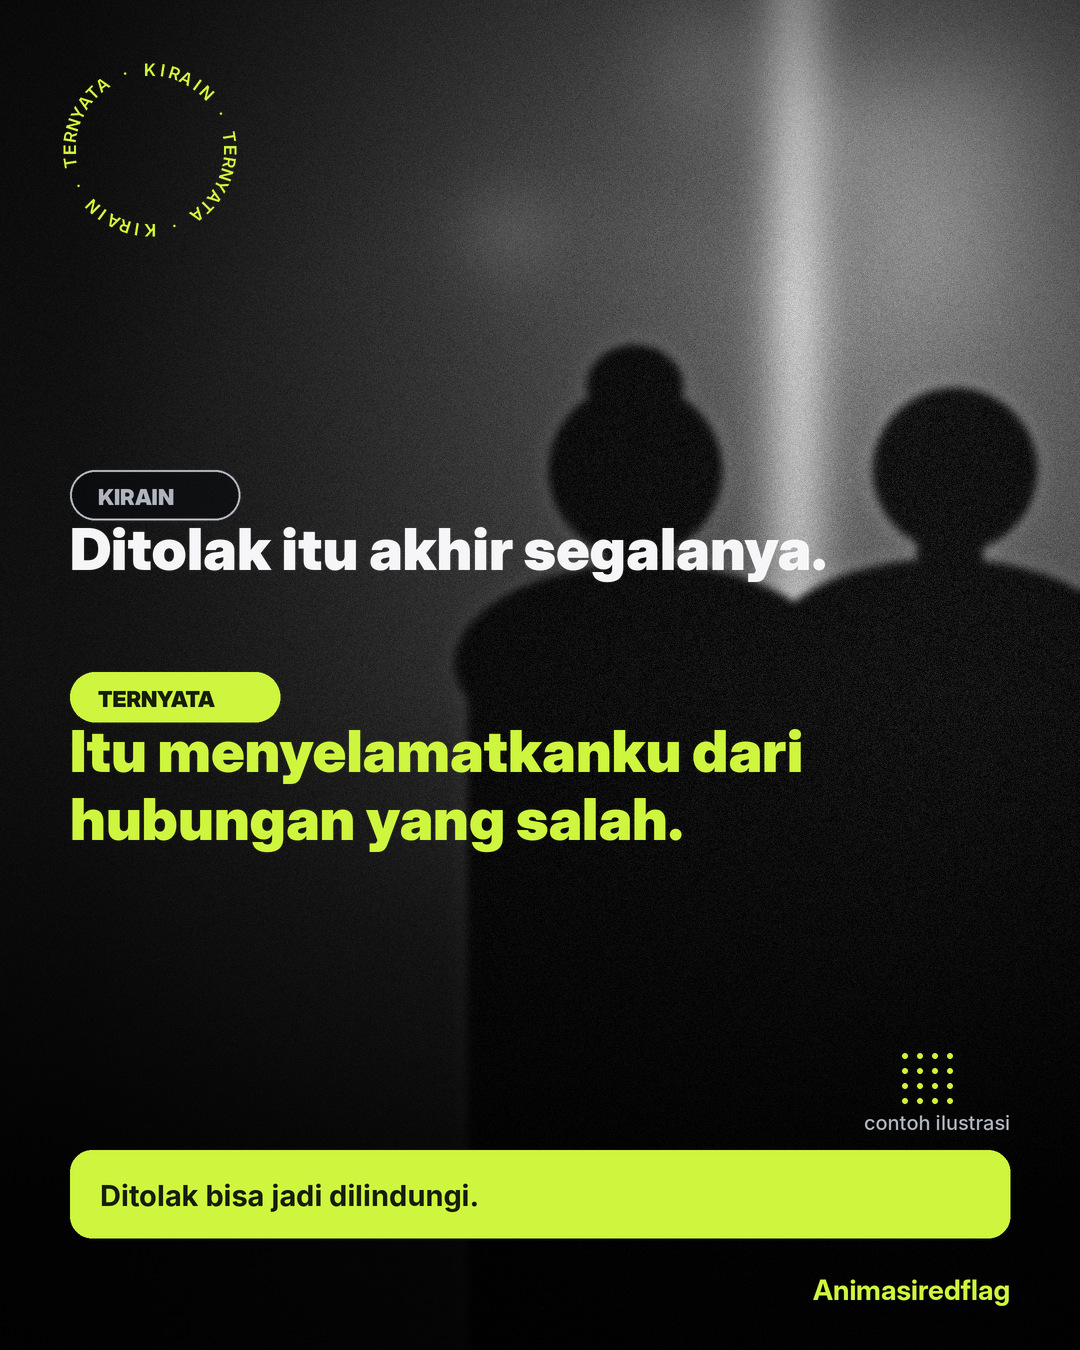 KIRAIN · TERNYATA · KIRAIN · TERNYATA ·
KIRAIN
Ditolak itu akhir segalanya.
TERNYATA
Itu menyelamatkanku dari
hubungan yang salah.
contoh ilustrasi
Ditolak bisa jadi dilindungi.
Animasiredflag